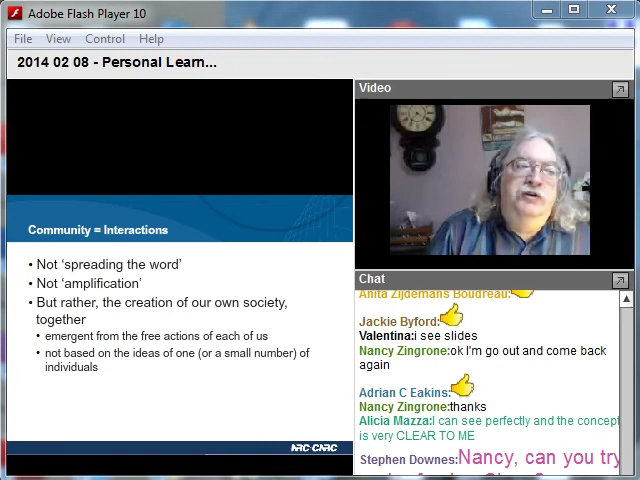 Adobe Flash Player 10
File View Control Help
2014 02 08 - Personal Learn...
Community = Interactions
• Not ‘spreading the word’
• Not ‘amplification’
• But rather, the creation of our own society,
together
• emergent from the free actions of each of us
• not based on the ideas of one (or a small number) of
individuals
NRC-CNRC
Video
Chat
Anita Zijdemans Boudreau:
Jackie Byford:
Valentina:i see slides
Nancy Zingrone:ok I'm go out and come back
again
Adrian C Eakins:
Nancy Zingrone:thanks
Alicia Mazza:I can see perfectly and the concept
is very CLEAR TO ME
Stephen Downes:Nancy, can you try